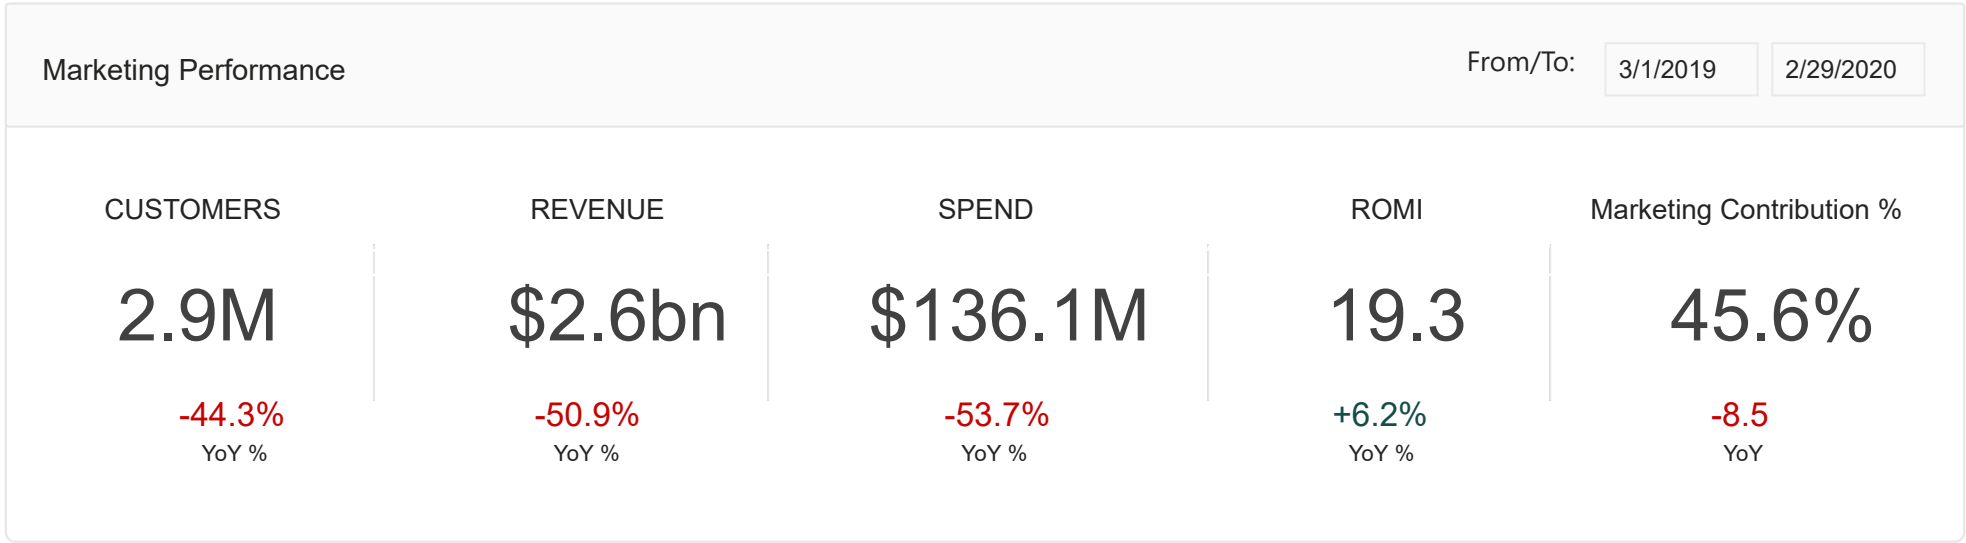 Marketing Performance
From/To: 3/1/2019 2/29/2020
CUSTOMERS
2.9M
-44.3%
YoY %
REVENUE
$2.6bn
-50.9%
YoY %
SPEND
$136.1M
-53.7%
YoY %
ROMI
19.3
+6.2%
YoY %
Marketing Contribution %
45.6%
-8.5
YoY